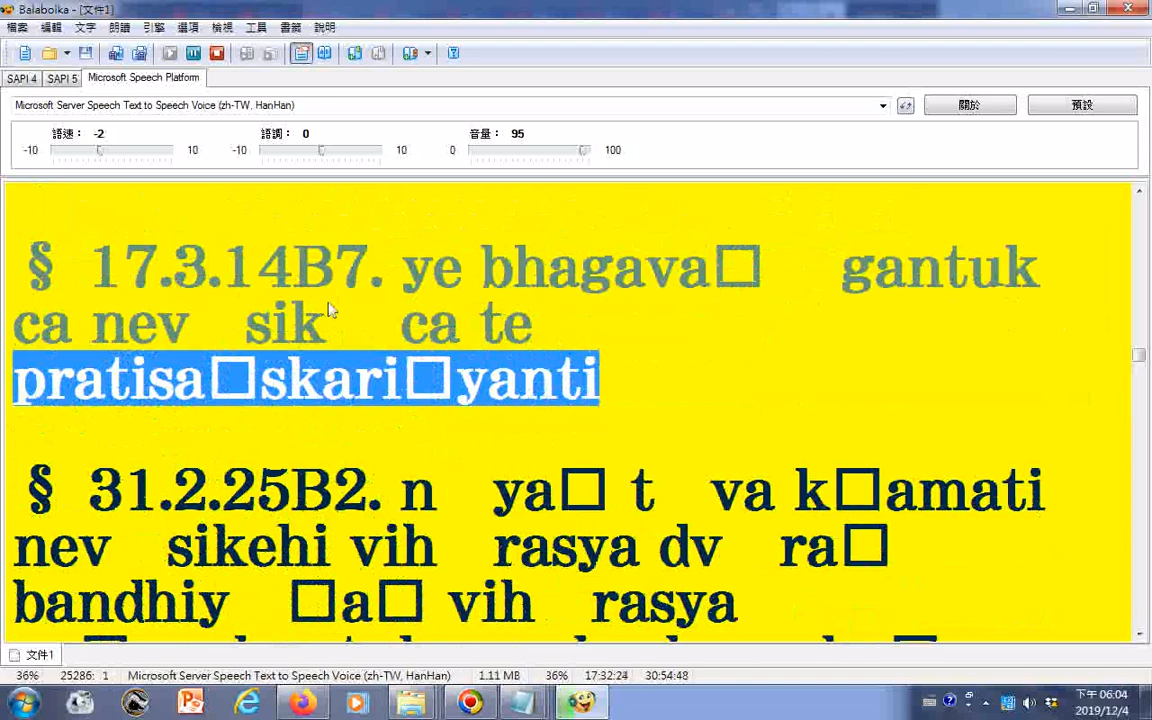 Balabolka - [文件1]
檔案 編輯 文字 朗讀 引擎 選項 檢視 工具 書籤 說明
SAPI 4 SAPI 5 Microsoft Speech Platform
Microsoft Server Speech Text to Speech Voice (zh-TW, HanHan) 關於 預設
語速： -2 語調： 0 音量： 95
-10 10 -10 10 0 100
§ 17.3.14B7. ye bhagava□ gantuk
ca nev sik ca te
pratisa□skari□yanti
§ 31.2.25B2. n ya□ t va k□amati
nev sikehi vih rasya dv ra□
bandhiy □a□ vih rasya
文件1
36% 25286: 1 Microsoft Server Speech Text to Speech Voice (zh-TW, HanHan) 1.11 MB 36% 17:32:24 30:54:48
下午 06:04
2019/12/4